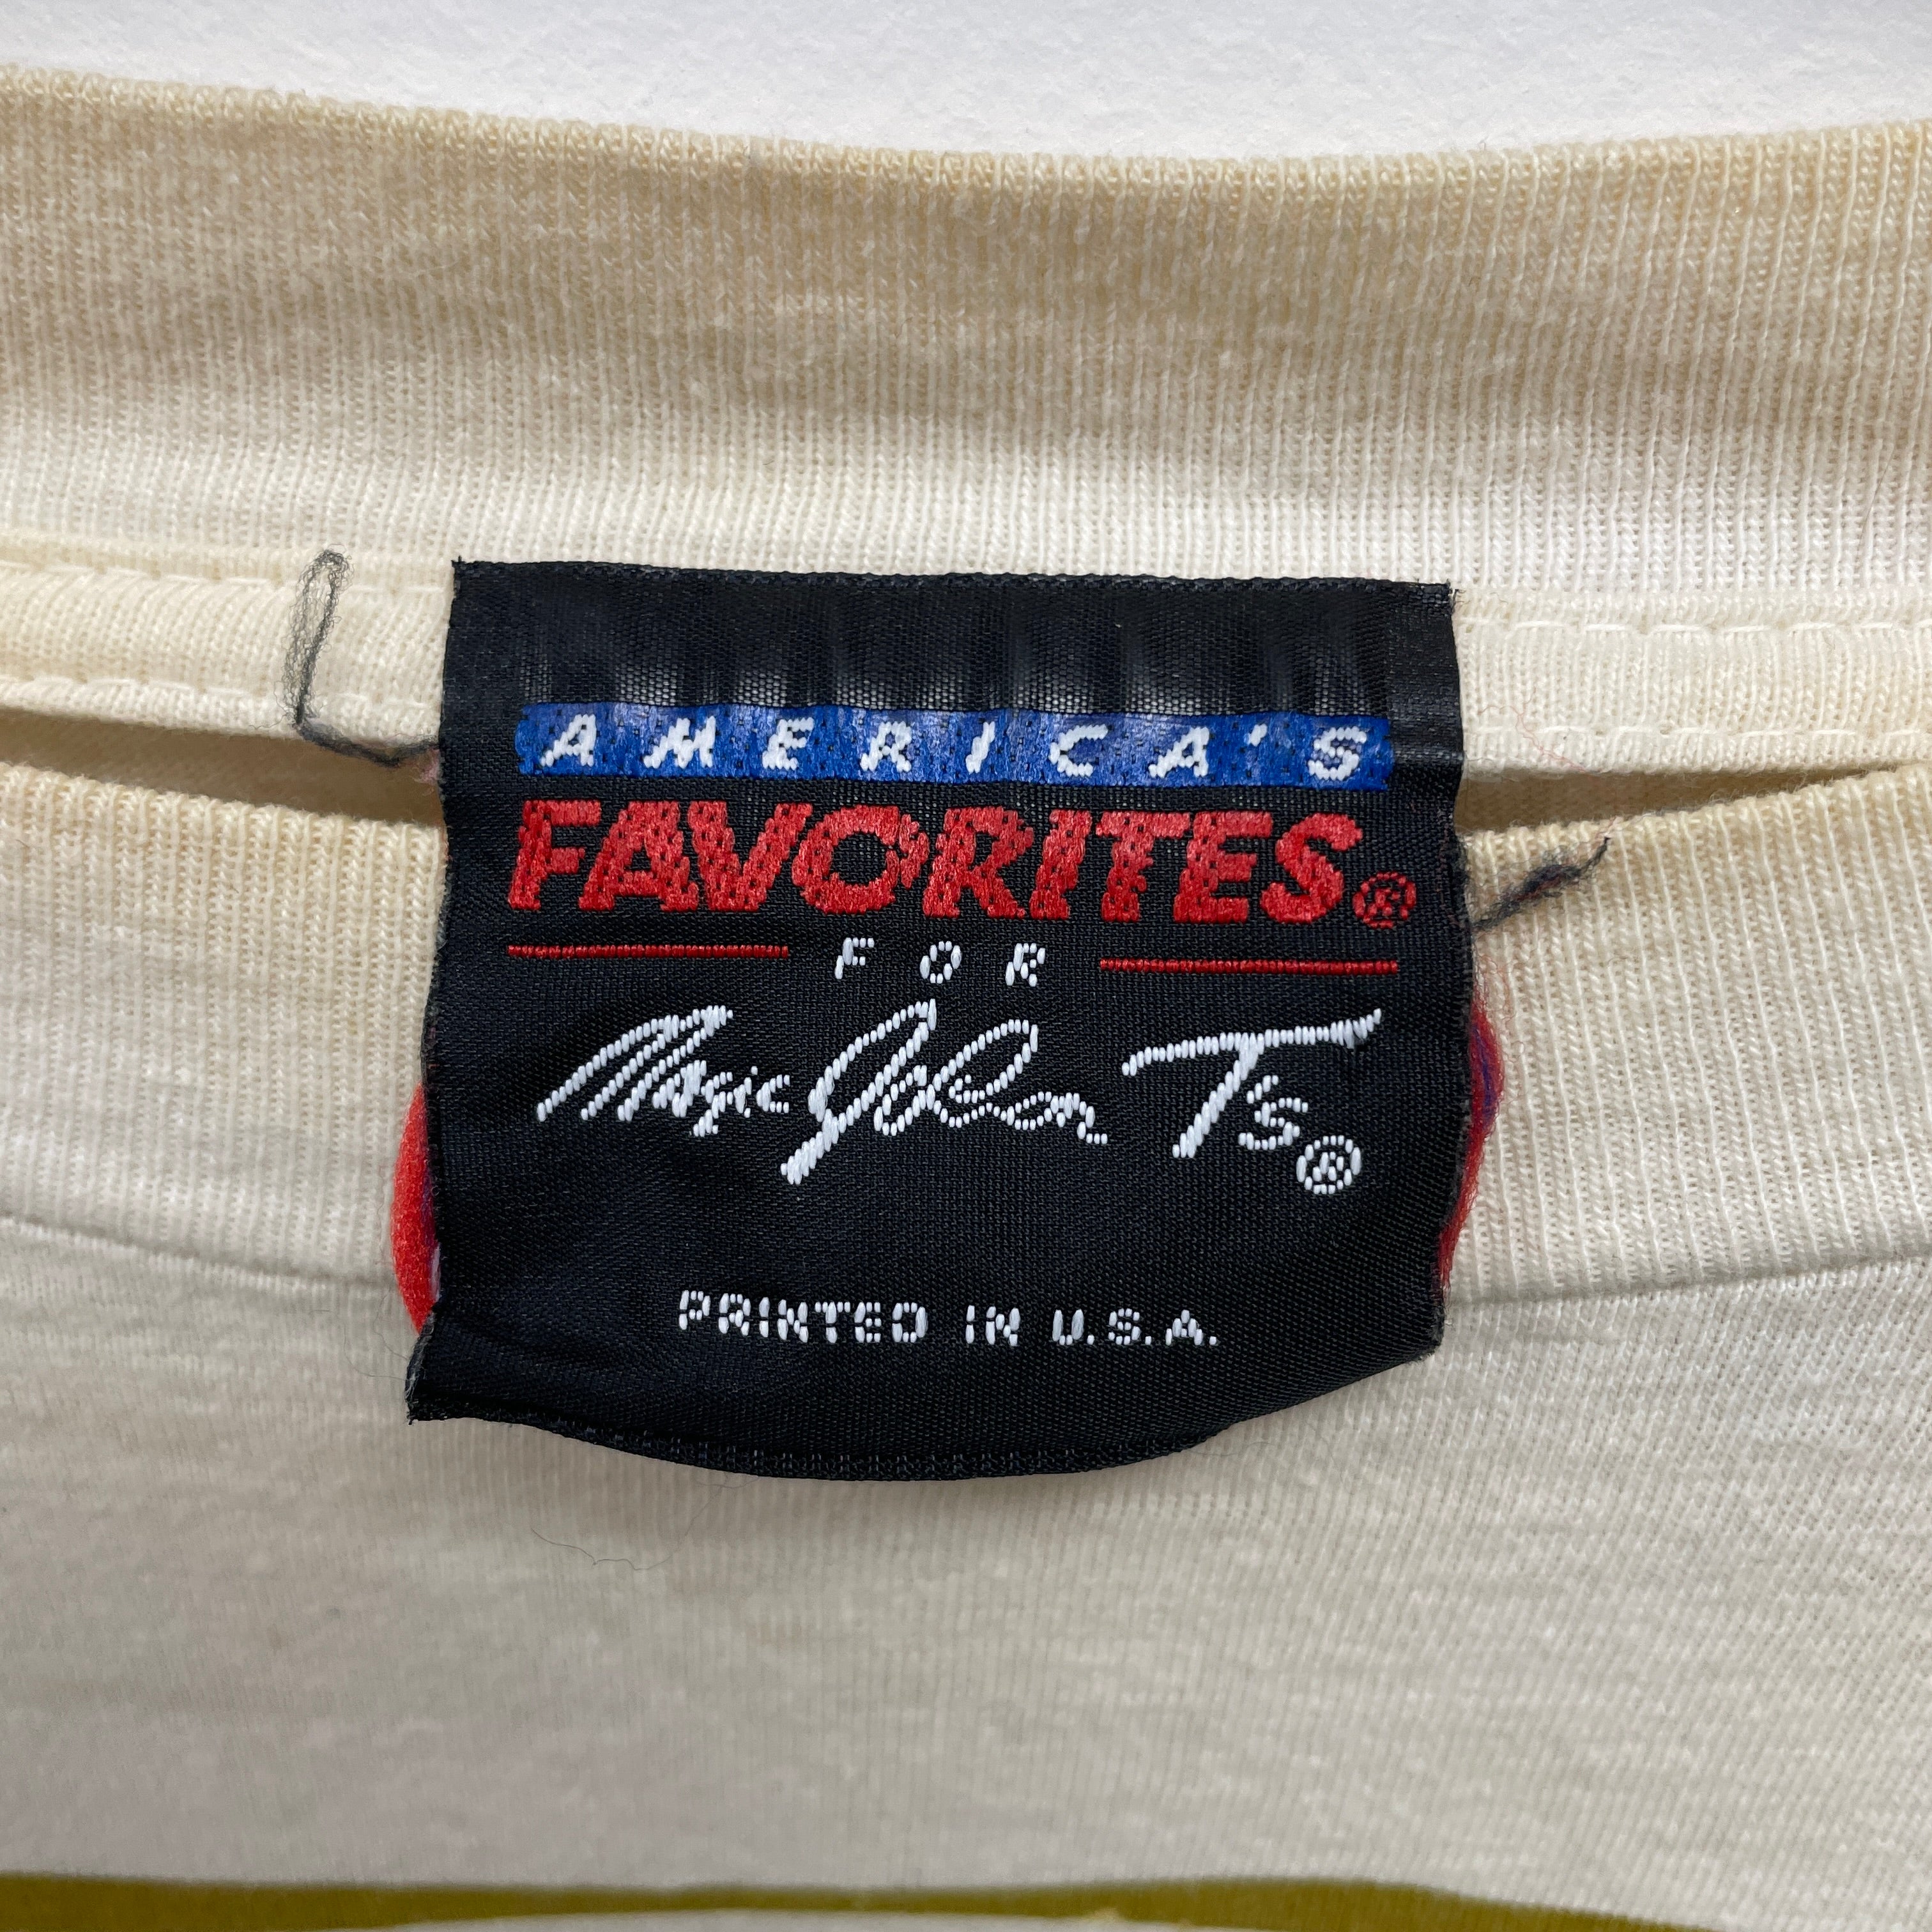 AMERICA'S
FAVORITES®
FOR
Magic Johnson T's®
PRINTED IN U.S.A.